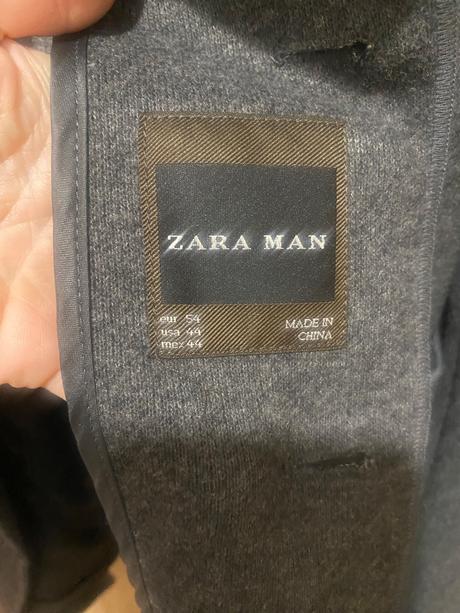 ZARA MAN
eur 54
usa 44
mex 44
MADE IN
CHINA